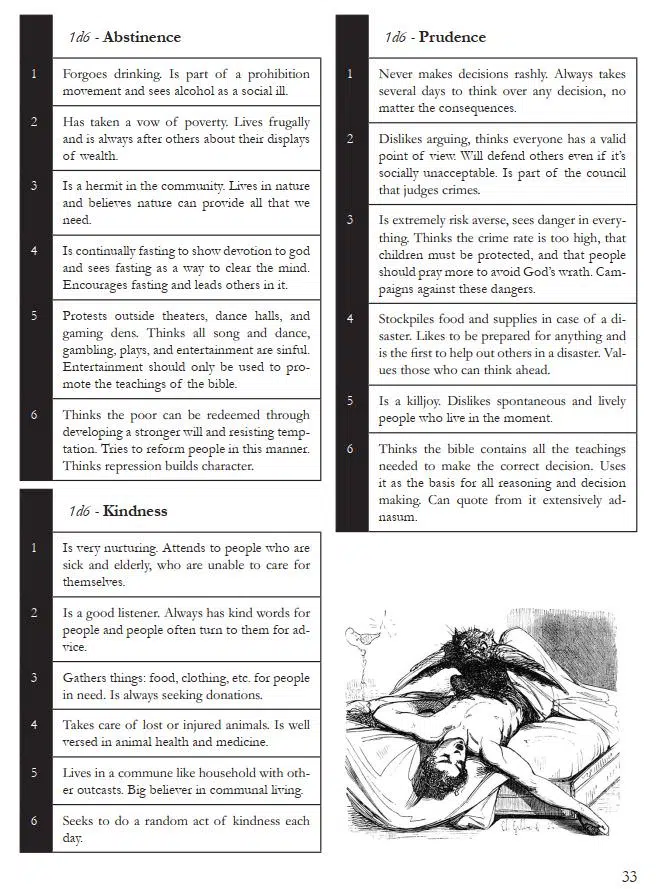 1d6 - Abstinence
1 Forgoes drinking. Is part of a prohibition
movement and sees alcohol as a social ill.
2 Has taken a vow of poverty. Lives frugally
and is always after others about their displays
of wealth.
3 Is a hermit in the community. Lives in nature
and believes nature can provide all that we
need.
4 Is continually fasting to show devotion to god
and sees fasting as a way to clear the mind.
Encourages fasting and leads others in it.
5 Protests outside theaters, dance halls, and
gaming dens. Thinks all song and dance,
gambling, plays, and entertainment are sinful.
Entertainment should only be used to pro-
mote the teachings of the bible.
6 Thinks the poor can be redeemed through
developing a stronger will and resisting temp-
tation. Tries to reform people in this manner.
Thinks repression builds character.
1d6 - Kindness
1 Is very nurturing. Attends to people who are
sick and elderly, who are unable to care for
themselves.
2 Is a good listener. Always has kind words for
people and people often turn to them for ad-
vice.
3 Gathers things: food, clothing, etc. for people
in need. Is always seeking donations.
4 Takes care of lost or injured animals. Is well
versed in animal health and medicine.
5 Lives in a commune like household with oth-
er outcasts. Big believer in communal living.
6 Seeks to do a random act of kindness each
day.
1d6 - Prudence
1 Never makes decisions rashly. Always takes
several days to think over any decision, no
matter the consequences.
2 Dislikes arguing, thinks everyone has a valid
point of view. Will defend others even if it's
socially unacceptable. Is part of the council
that judges crimes.
3 Is extremely risk averse, sees danger in every-
thing. Thinks the crime rate is too high, that
children must be protected, and that people
should pray more to avoid God's wrath. Cam-
paigns against these dangers.
4 Stockpiles food and supplies in case of a di-
saster. Likes to be prepared for anything and
is the first to help out others in a disaster. Val-
ues those who can think ahead.
5 Is a killjoy. Dislikes spontaneous and lively
people who live in the moment.
6 Thinks the bible contains all the teachings
needed to make the correct decision. Uses
it as the basis for all reasoning and decision
making. Can quote from it extensively ad-
nasum.
33